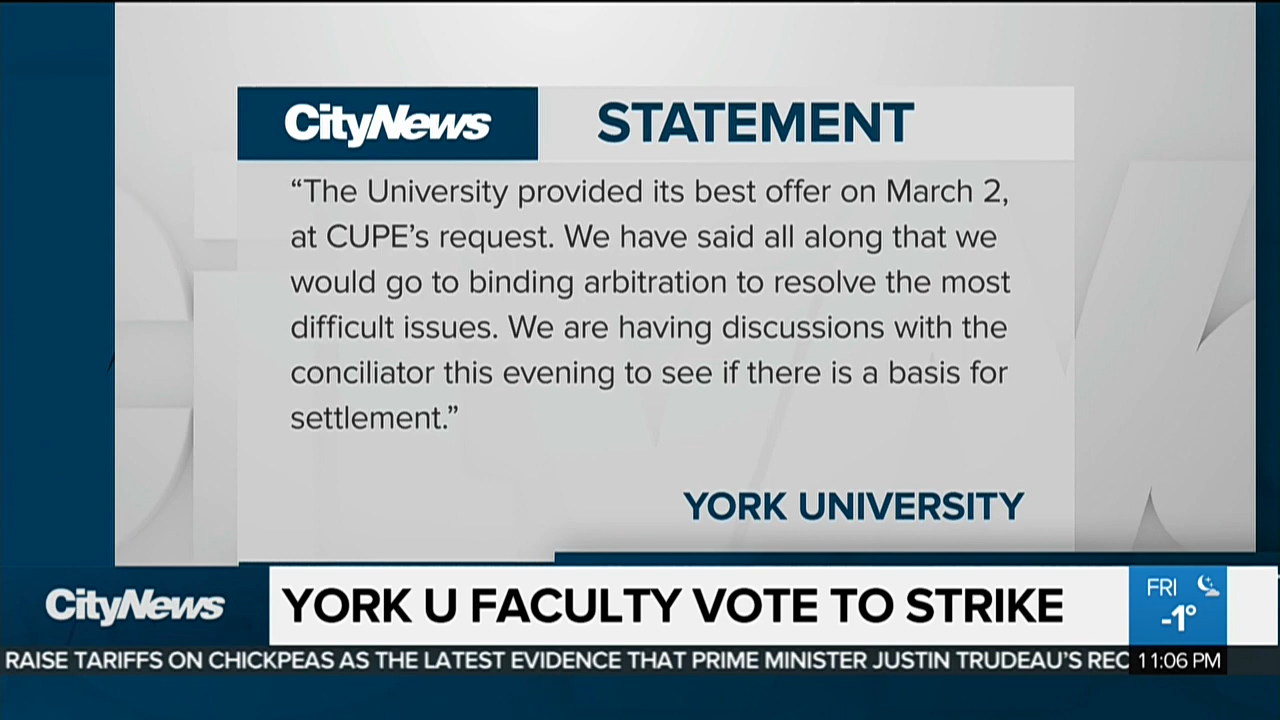 CityNews STATEMENT
“The University provided its best offer on March 2,
at CUPE’s request. We have said all along that we
would go to binding arbitration to resolve the most
difficult issues. We are having discussions with the
conciliator this evening to see if there is a basis for
settlement.”
YORK UNIVERSITY
CityNews YORK U FACULTY VOTE TO STRIKE
FRI
-1°
RAISE TARIFFS ON CHICKPEAS AS THE LATEST EVIDENCE THAT PRIME MINISTER JUSTIN TRUDEAU’S REC 11:06 PM